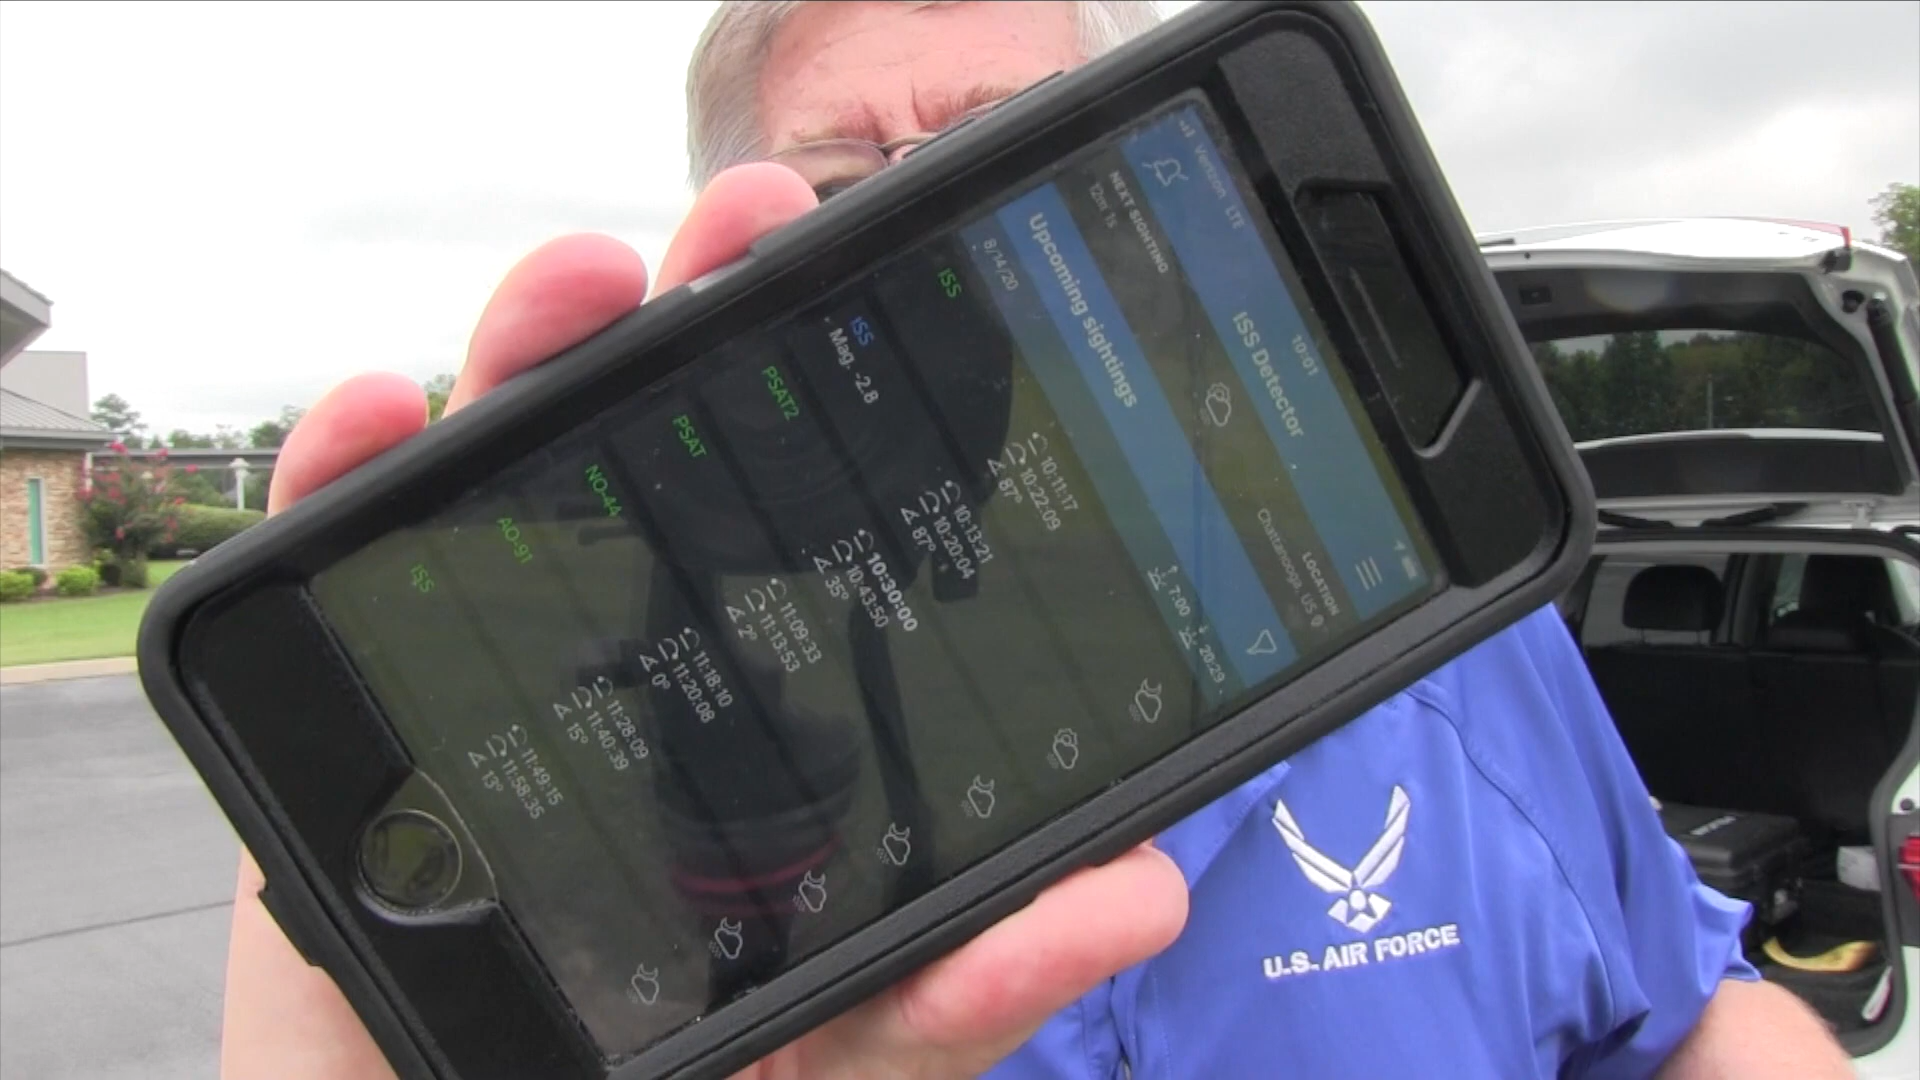 Verizon LTE 10:01
ISS Detector
NEXT SIGHTING
12m 1s
LOCATION
Chattanooga, US
Upcoming sightings
8/14/20 7:00 20:29
ISS 10:11:17
10:22:09
87°
ISS 10:13:21
Mag. -2.8 10:20:04
87°
PSAT2 10:30:00
10:43:50
35°
PSAT 11:09:33
11:13:53
2°
NO-44 11:18:10
11:20:08
0°
AO-91 11:28:09
11:40:39
15°
ISS 11:49:15
11:58:35
13°
U.S. AIR FORCE